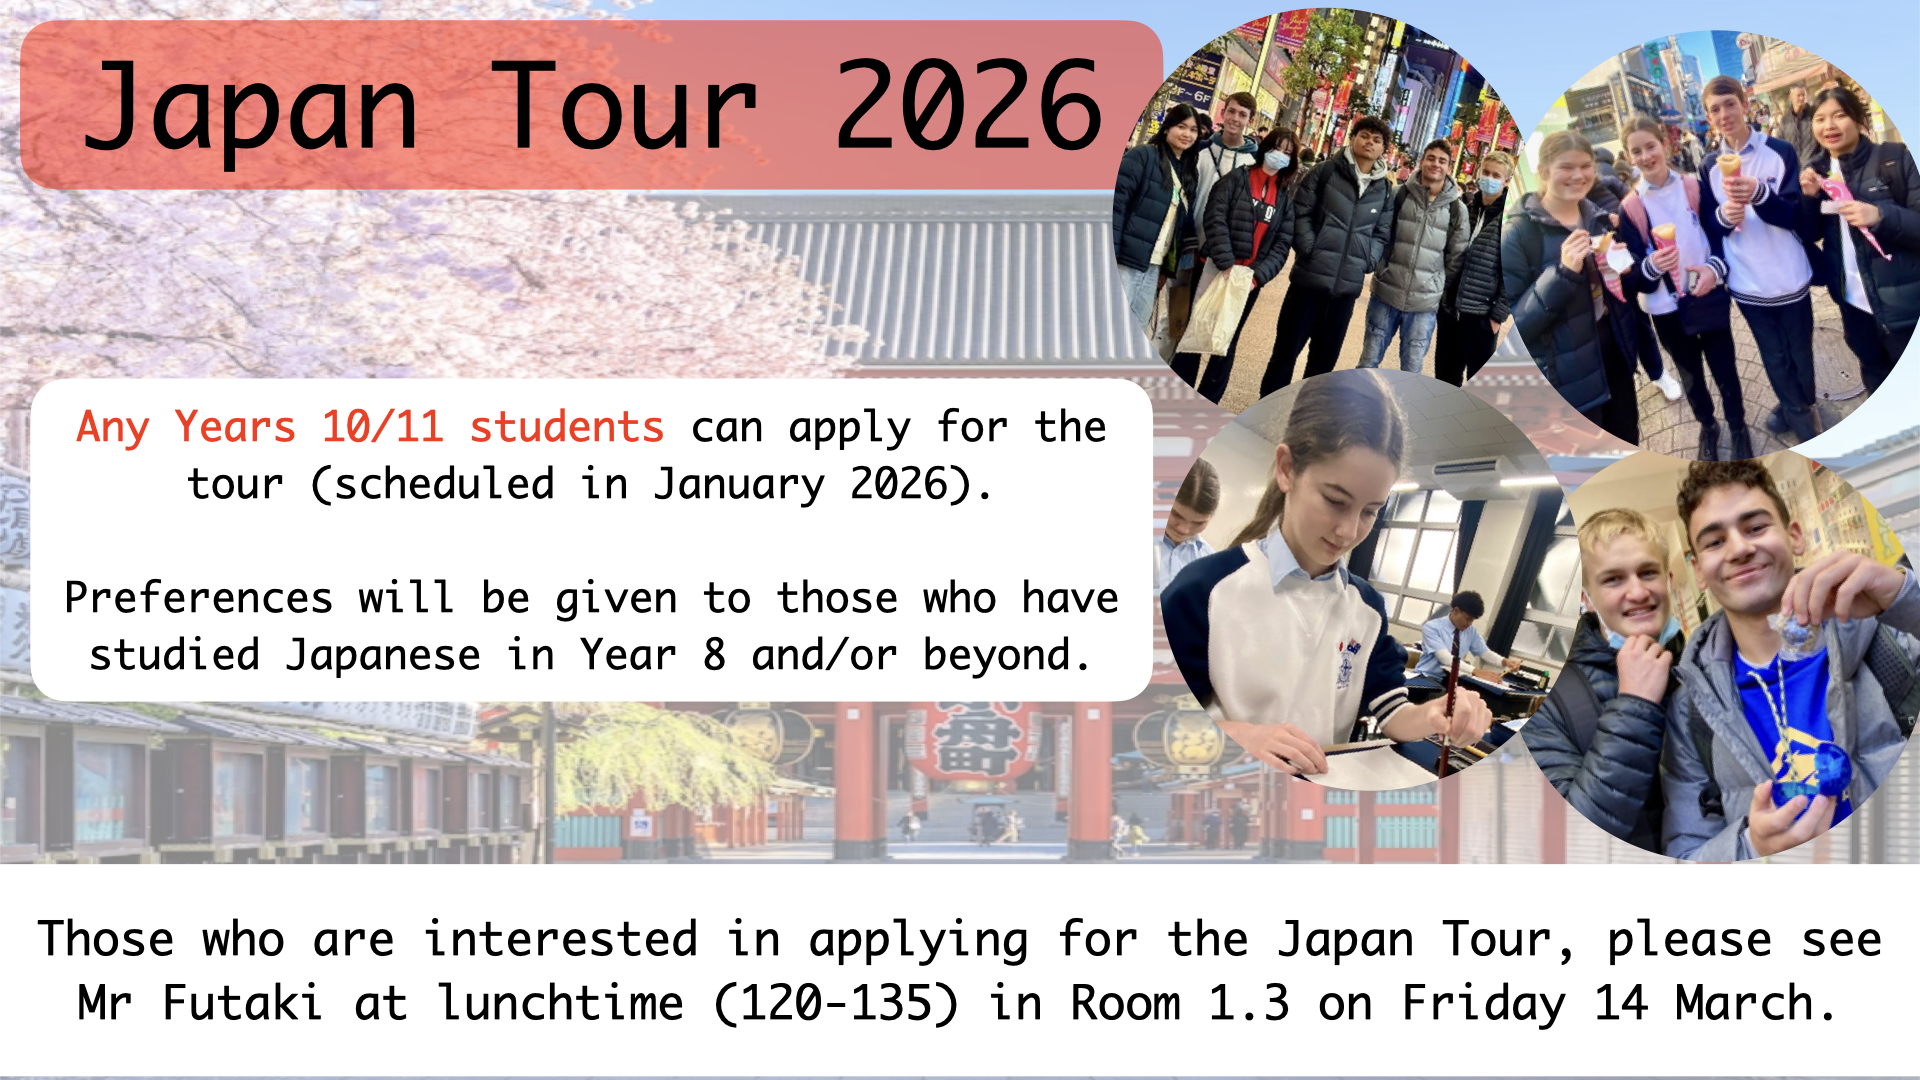 Japan Tour 2026
Any Years 10/11 students can apply for the
tour (scheduled in January 2026).
Preferences will be given to those who have
studied Japanese in Year 8 and/or beyond.
Those who are interested in applying for the Japan Tour, please see
Mr Futaki at lunchtime (120-135) in Room 1.3 on Friday 14 March.
小舟町